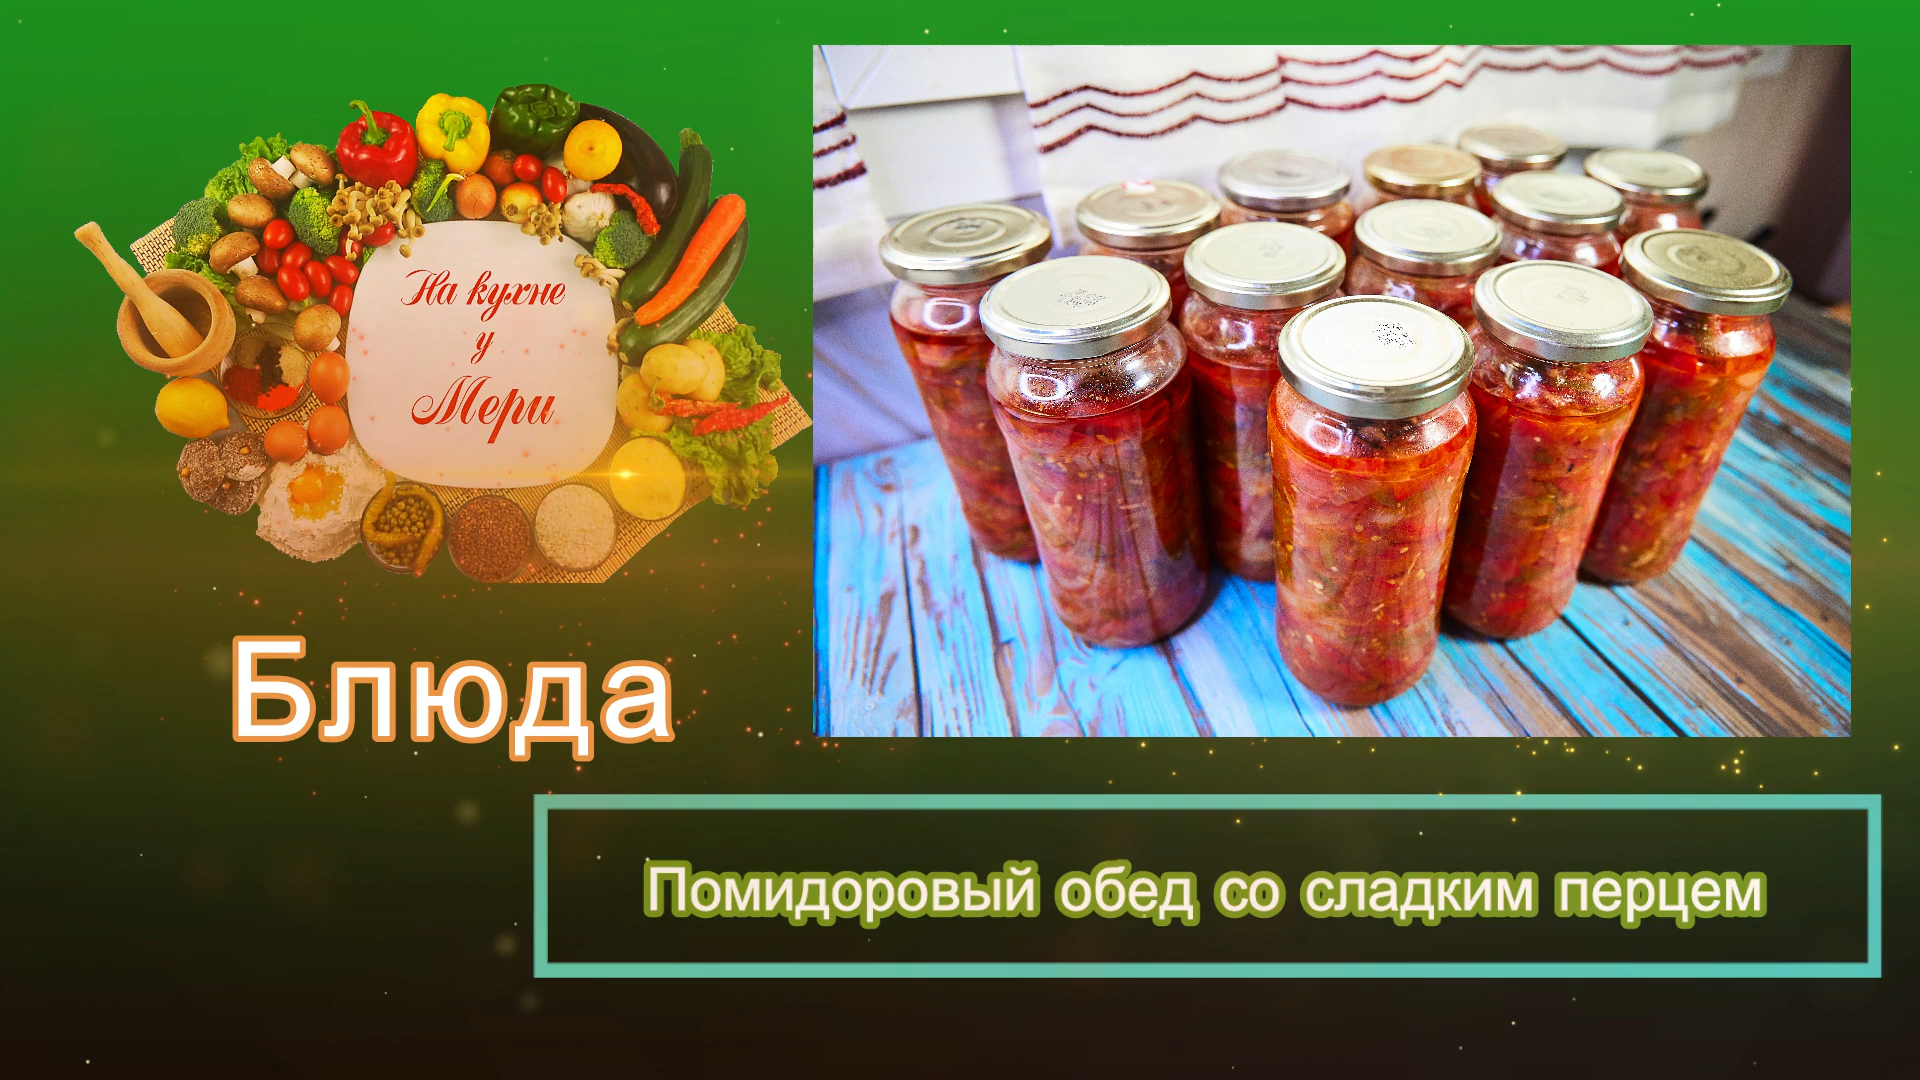 На кухне
у
Мери
Блюда
Помидоровый обед со сладким перцем